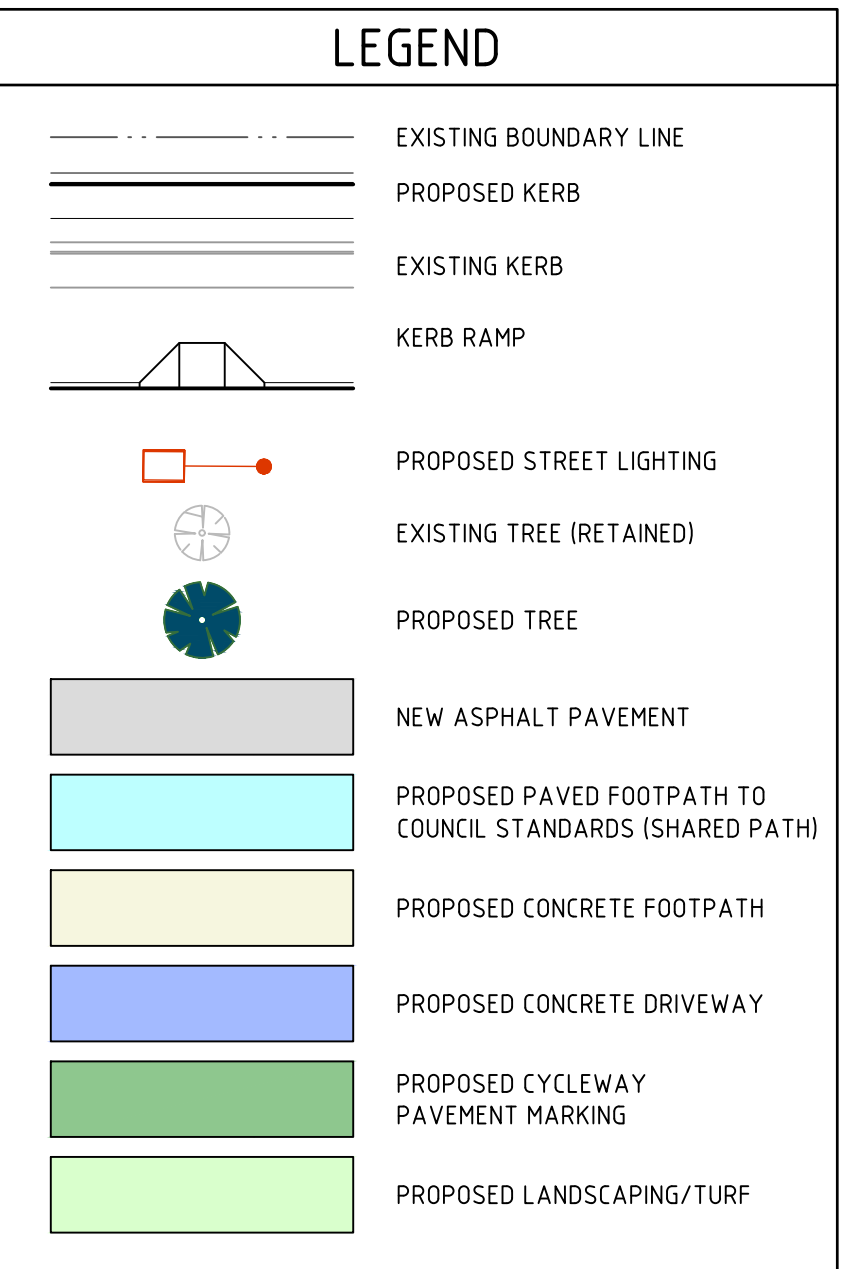 LEGEND
EXISTING BOUNDARY LINE
PROPOSED KERB
EXISTING KERB
KERB RAMP
PROPOSED STREET LIGHTING
EXISTING TREE (RETAINED)
PROPOSED TREE
NEW ASPHALT PAVEMENT
PROPOSED PAVED FOOTPATH TO
COUNCIL STANDARDS (SHARED PATH)
PROPOSED CONCRETE FOOTPATH
PROPOSED CONCRETE DRIVEWAY
PROPOSED CYCLEWAY
PAVEMENT MARKING
PROPOSED LANDSCAPING/TURF